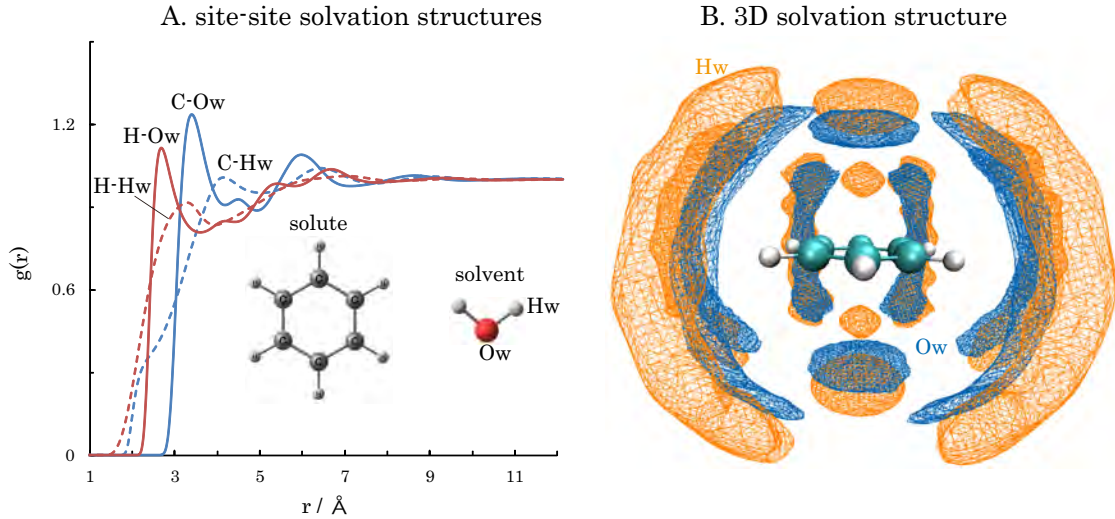 A. site-site solvation structures
B. 3D solvation structure
1.2
0.6
0
g(r)
C-Ow
H-Ow
C-Hw
H-Hw
solute
C
C
C
C
C
C
solvent
Hw
Ow
1 3 5 7 9 11
r / Å
Hw
Ow